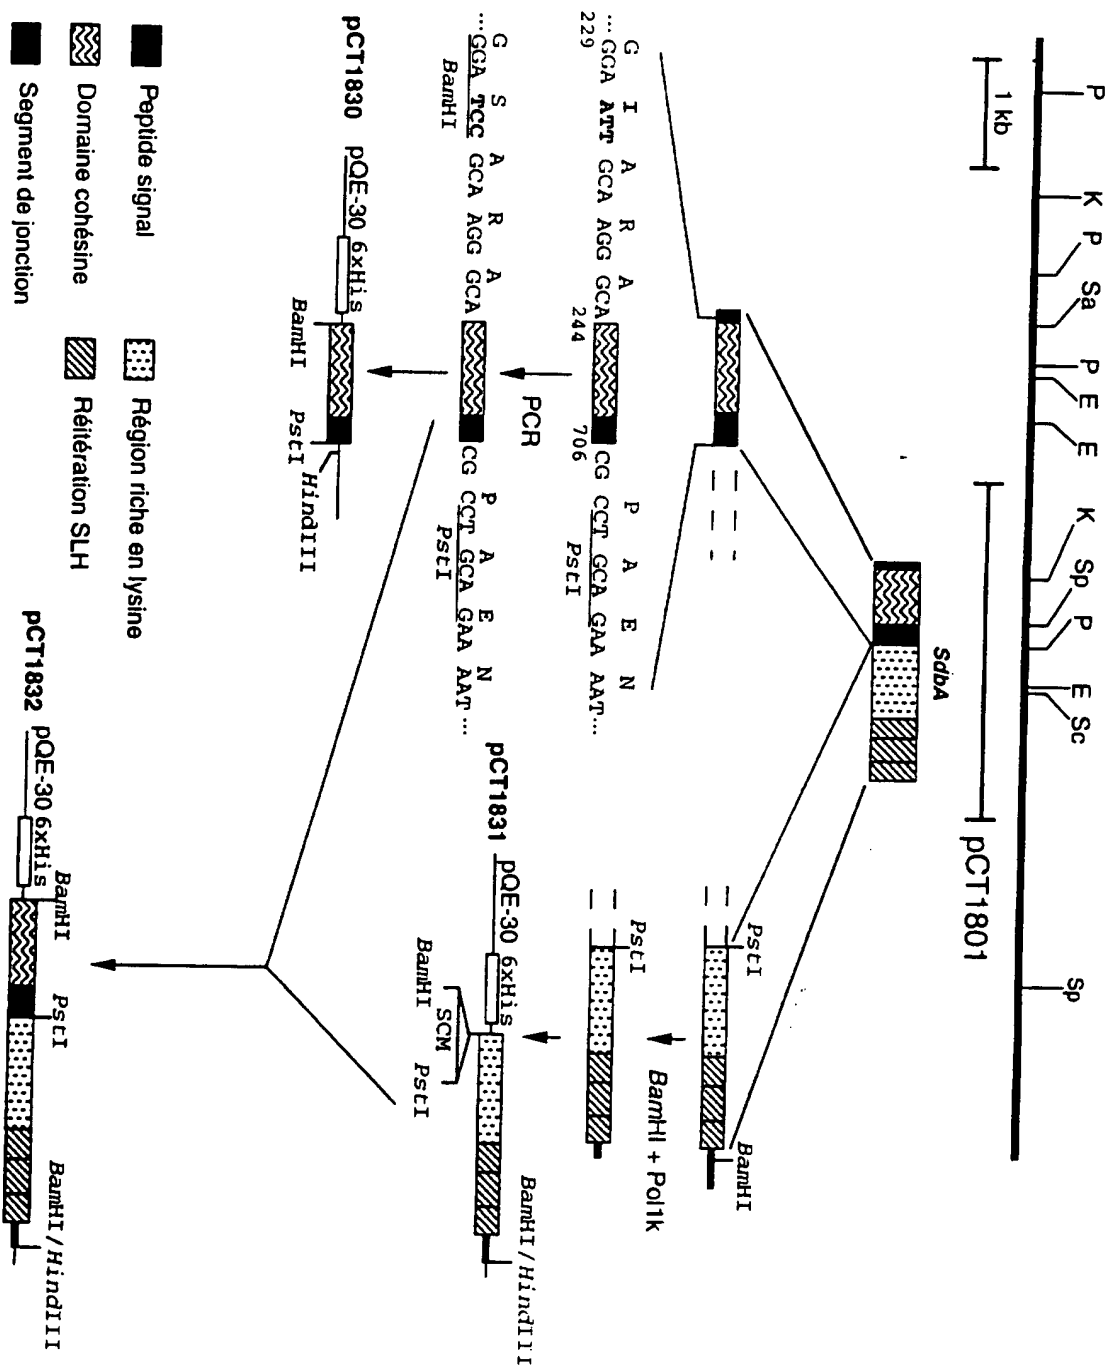 P K P Sa P E E K Sp P E Sc Sp
1 kb
pCT1801
SdbA
PstI BamHI
G I A R A P A E N
...GGA ATT GCA AGG GCA CG CCT GCA GAA AAT...
229 244 706 PstI
BamHI + Pol1k
PstI
PCR
G S A R A P A E N
...GGA TCC GCA AGG GCA CG CCT GCA GAA AAT...
BamHI PstI
pCT1831 pQE-30 6xHis BamHI/HindIII
BamHI SCM PstI
pCT1830 pQE-30 6xHis
BamHI PstI HindIII
pCT1832 pQE-30 6xHis BamHI PstI BamHI/HindIII
Peptide signal
Région riche en lysine
Domaine cohésine
Réitération SLH
Segment de jonction